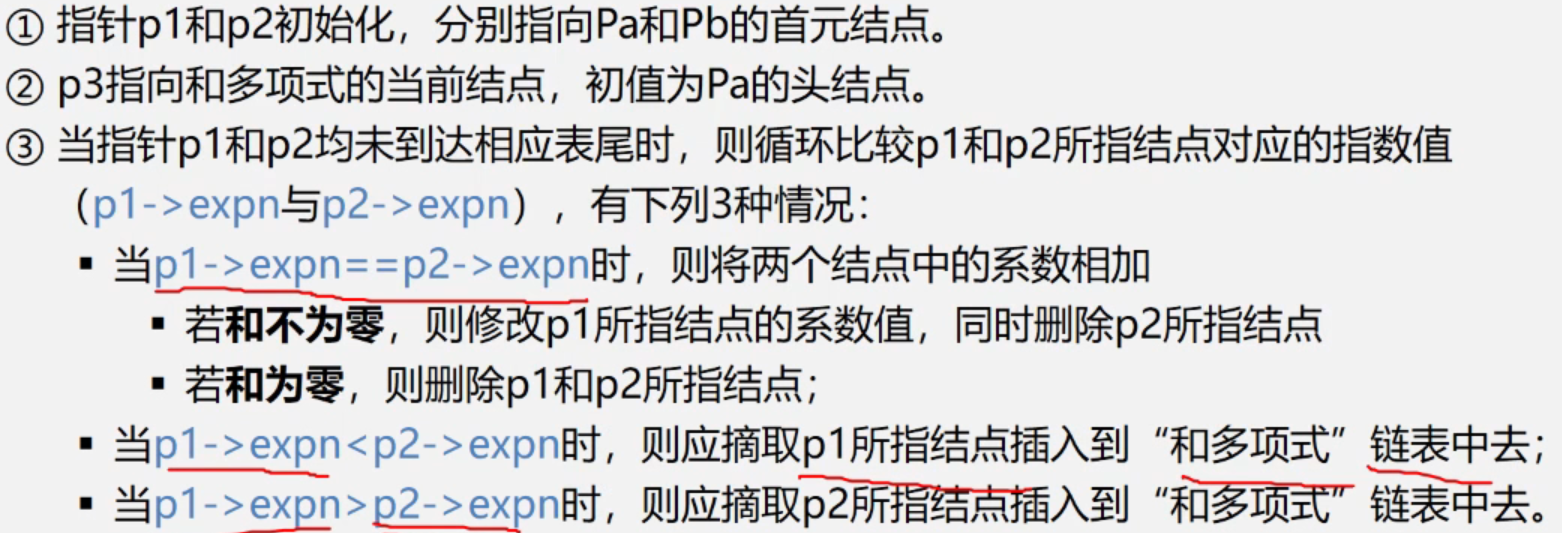 ① 指针p1和p2初始化，分别指向Pa和Pb的首元结点。
② p3指向和多项式的当前结点，初值为Pa的头结点。
③ 当指针p1和p2均未到达相应表尾时，则循环比较p1和p2所指结点对应的指数值
（p1->expn与p2->expn），有下列3种情况：
▪ 当p1->expn==p2->expn时，则将两个结点中的系数相加
▪ 若和不为零，则修改p1所指结点的系数值，同时删除p2所指结点
▪ 若和为零，则删除p1和p2所指结点；
▪ 当p1->expn<p2->expn时，则应摘取p1所指结点插入到“和多项式”链表中去；
▪ 当p1->expn>p2->expn时，则应摘取p2所指结点插入到“和多项式”链表中去。